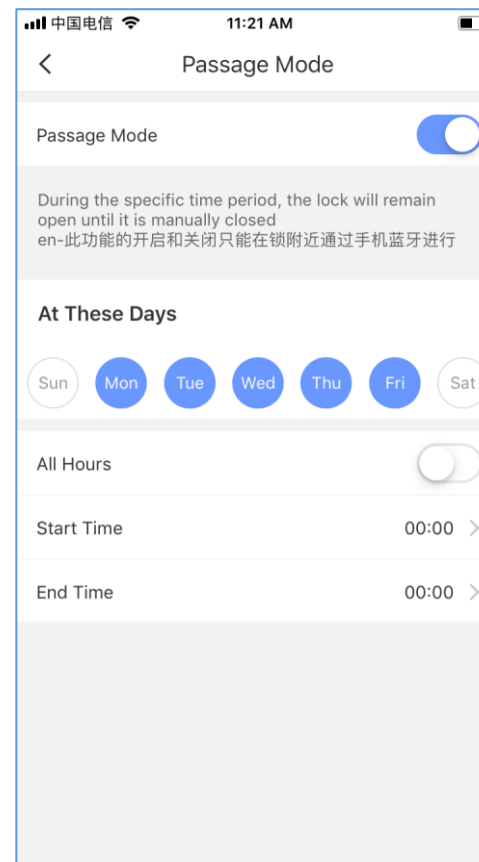 中国电信 11:21 AM
Passage Mode
Passage Mode
During the specific time period, the lock will remain
open until it is manually closed
en-此功能的开启和关闭只能在锁附近通过手机蓝牙进行
At These Days
Sun Mon Tue Wed Thu Fri Sat
All Hours
Start Time 00:00
End Time 00:00